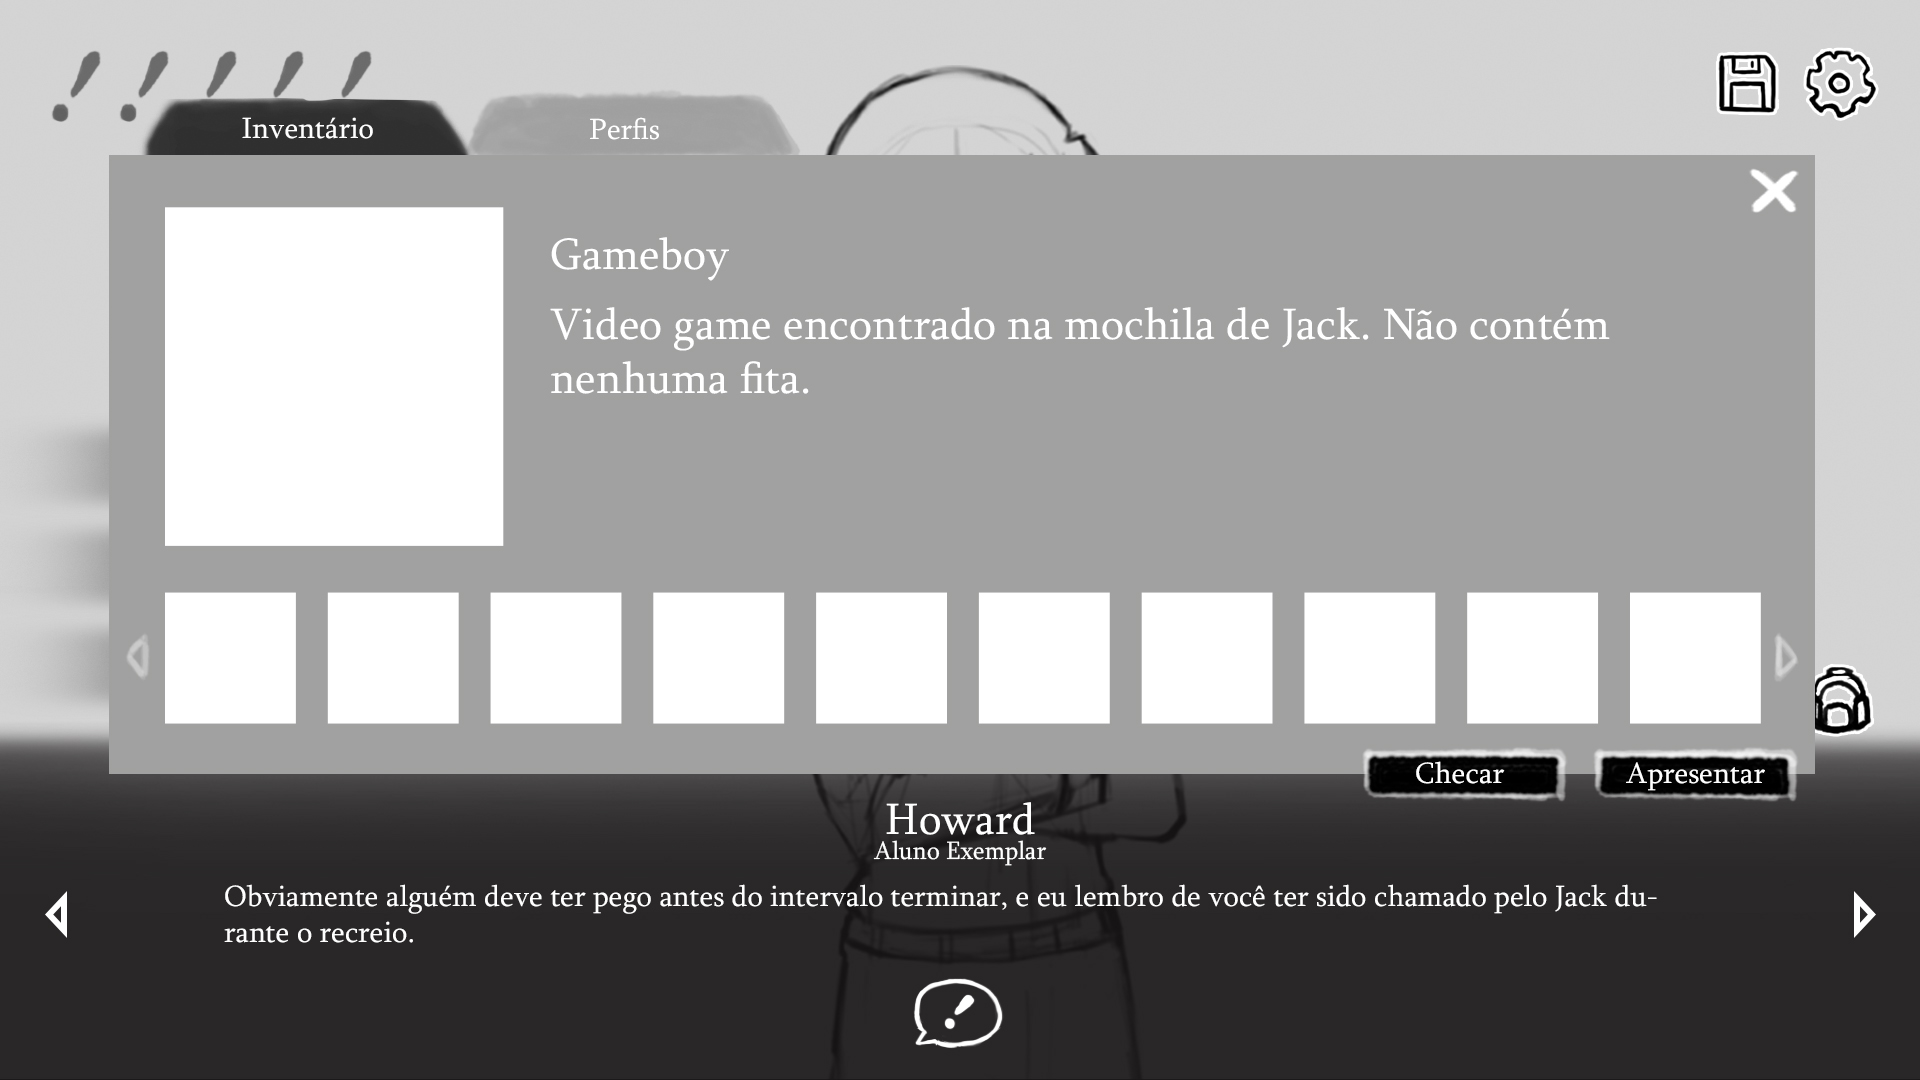 ! ! ! ! !
Inventário
Perfis
Gameboy
Video game encontrado na mochila de Jack. Não contém
nenhuma fita.
Checar
Apresentar
Howard
Aluno Exemplar
Obviamente alguém deve ter pego antes do intervalo terminar, e eu lembro de você ter sido chamado pelo Jack du-
rante o recreio.
!